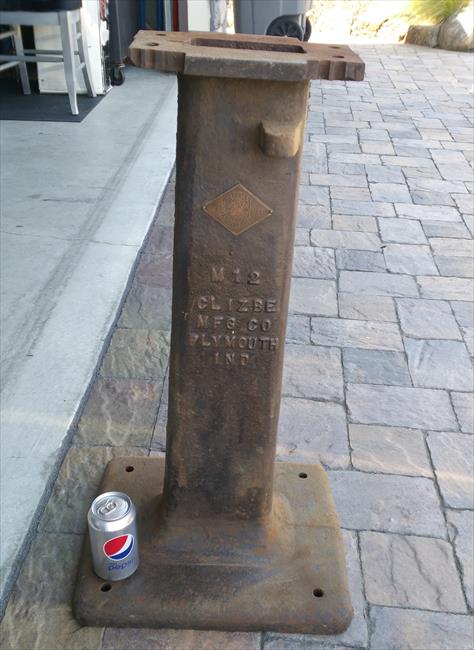 M12
CLIZBE
MFG CO
PLYMOUTH
IND
pepsi